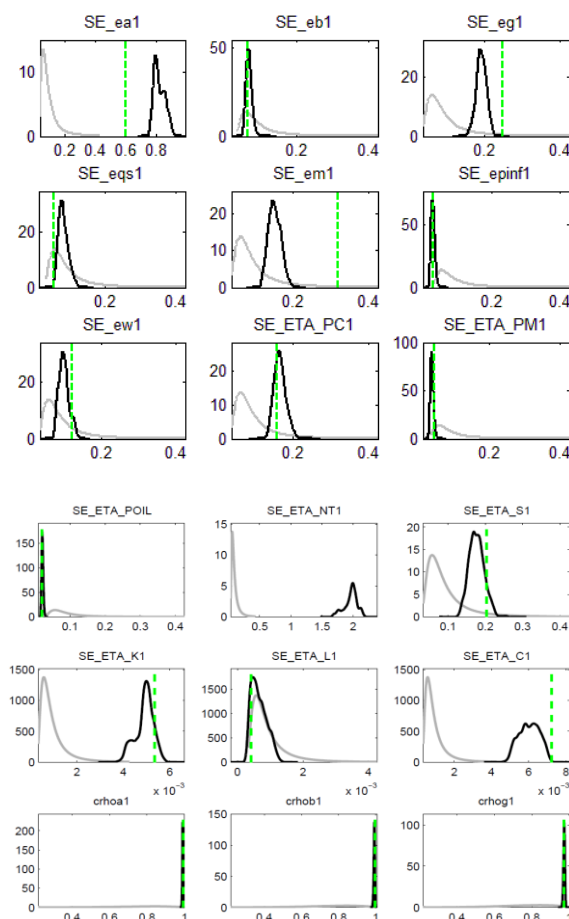 SE_ea1 SE_eb1 SE_eg1
15 10 5 0 0.2 0.4 0.6 0.8
50 0 0.2 0.4
20 0 0.2 0.4
SE_eqs1 SE_em1 SE_epinf1
20 0 0.2 0.4
20 10 0 0.2 0.4
50 0 0.2 0.4
SE_ew1 SE_ETA_PC1 SE_ETA_PM1
20 0 0.2 0.4
20 10 0 0.2 0.4
100 50 0 0.2 0.4
SE_ETA_POIL SE_ETA_NT1 SE_ETA_S1
150 100 50 0 0.1 0.2 0.3 0.4
15 10 5 0 0.5 1 1.5 2
20 15 10 5 0 0.1 0.2 0.3 0.4
SE_ETA_K1 SE_ETA_L1 SE_ETA_C1
1500 1000 500 0 2 4 6
1500 1000 500 0 0 2 4
1500 1000 500 0 2 4 6 8
x 10⁻³ x 10⁻³ x 10⁻³
crhoa1 crhob1 crhog1
200 100 0 0.4 0.6 0.8 1
150 100 50 0 0.4 0.6 0.8 1
100 50 0 0.4 0.6 0.8 1